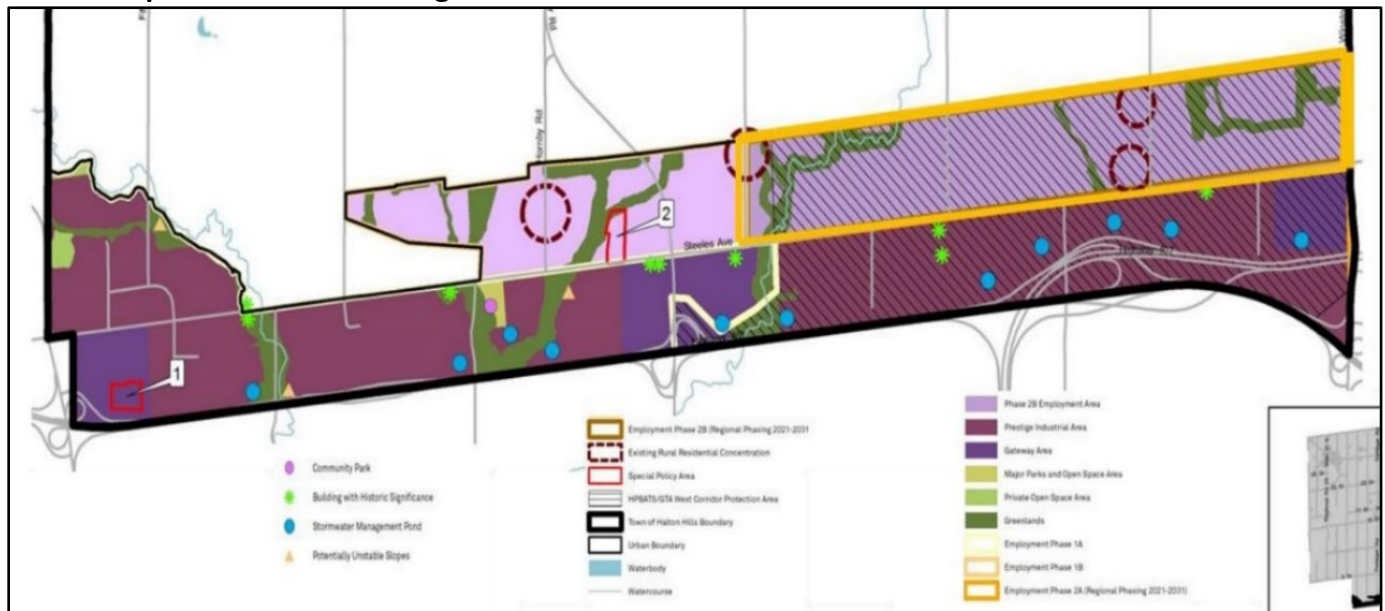 Hornby Rd
2
Steeles Ave
1
Employment Phase 2B (Regional Phasing 2021-2031
Existing Rural Residential Concentration
Special Policy Area
HPBATS/GTA West Corridor Protection Area
Town of Halton Hills Boundary
Urban Boundary
Waterbody
Watercourse
Community Park
Building with Historic Significance
Stormwater Management Pond
Potentially Unstable Slopes
Phase 2B Employment Area
Prestige Industrial Area
Gateway Area
Major Parks and Open Space Area
Private Open Space Area
Greenlands
Employment Phase 1A
Employment Phase 1B
Employment Phase 2A (Regional Phasing 2021-2031)